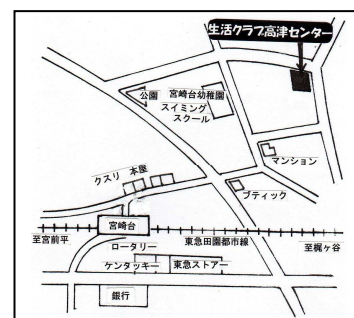 生活クラブ高津センター
公園
宮崎台幼稚園
スイミング
スクール
マンション
クスリ 本屋
ブティック
宮崎台
至宮前平
ロータリー
東急田園都市線
至梶ヶ谷
ケンタッキー
東急ストアー
銀行